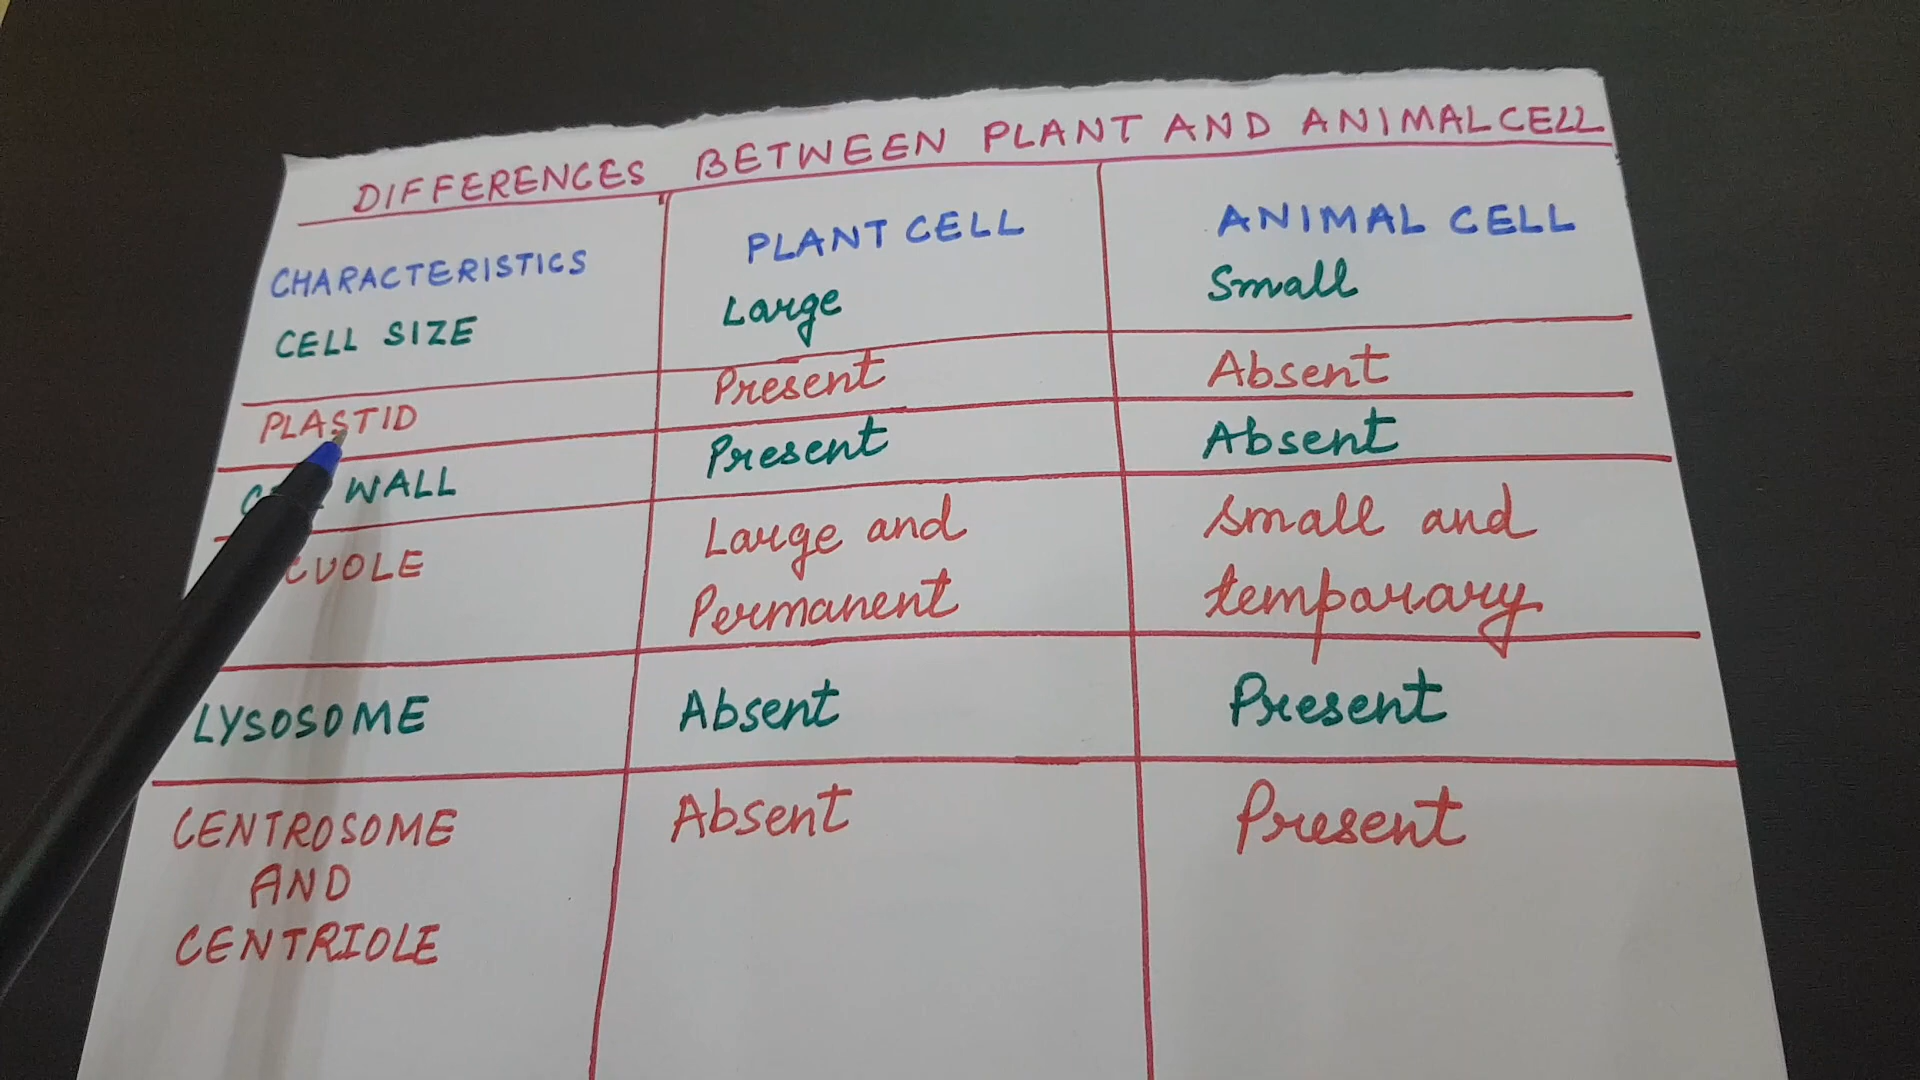 DIFFERENCES BETWEEN PLANT AND ANIMAL CELL
CHARACTERISTICS PLANT CELL ANIMAL CELL
CELL SIZE Large Small
PLASTID Present Absent
WALL Present Absent
Large and small and
Permanent temparary
LYSOSOME Absent Present
CENTROSOME Absent Present
AND
CENTRIOLE